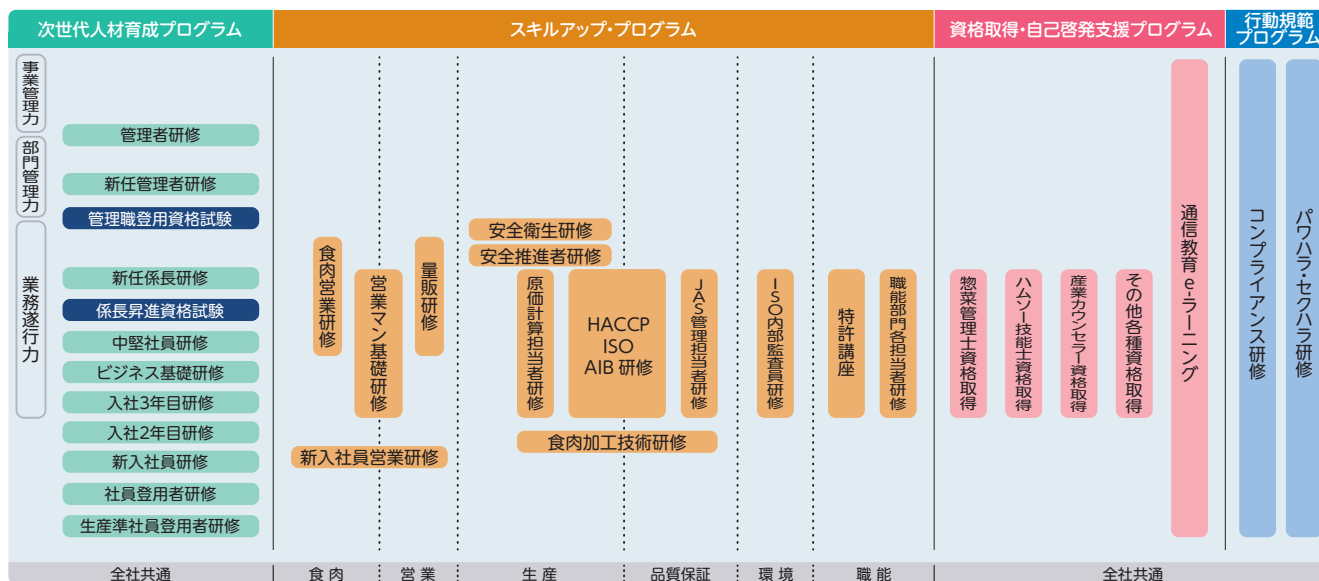 次世代人材育成プログラム
スキルアップ・プログラム
資格取得・自己啓発支援プログラム
行動規範
プログラム
事業管理力
部門管理力
業務遂行力
管理者研修
新任管理者研修
管理職登用資格試験
新任係長研修
係長昇進資格試験
中堅社員研修
ビジネス基礎研修
入社3年目研修
入社2年目研修
新入社員研修
社員登用者研修
生産準社員登用者研修
食肉営業研修
営業マン基礎研修
量販研修
新入社員営業研修
安全衛生研修
安全推進者研修
原価計算担当者研修
HACCP
ISO
AIB 研修
JAS管理担当者研修
食肉加工技術研修
ISO内部監査員研修
特許講座
職能部門各担当者研修
惣菜管理士資格取得
ハムソー技能士資格取得
産業カウンセラー資格取得
その他各種資格取得
通信教育e-ラーニング
コンプライアンス研修
パワハラ・セクハラ研修
全社共通
食肉
営業
生産
品質保証
環境
職能
全社共通